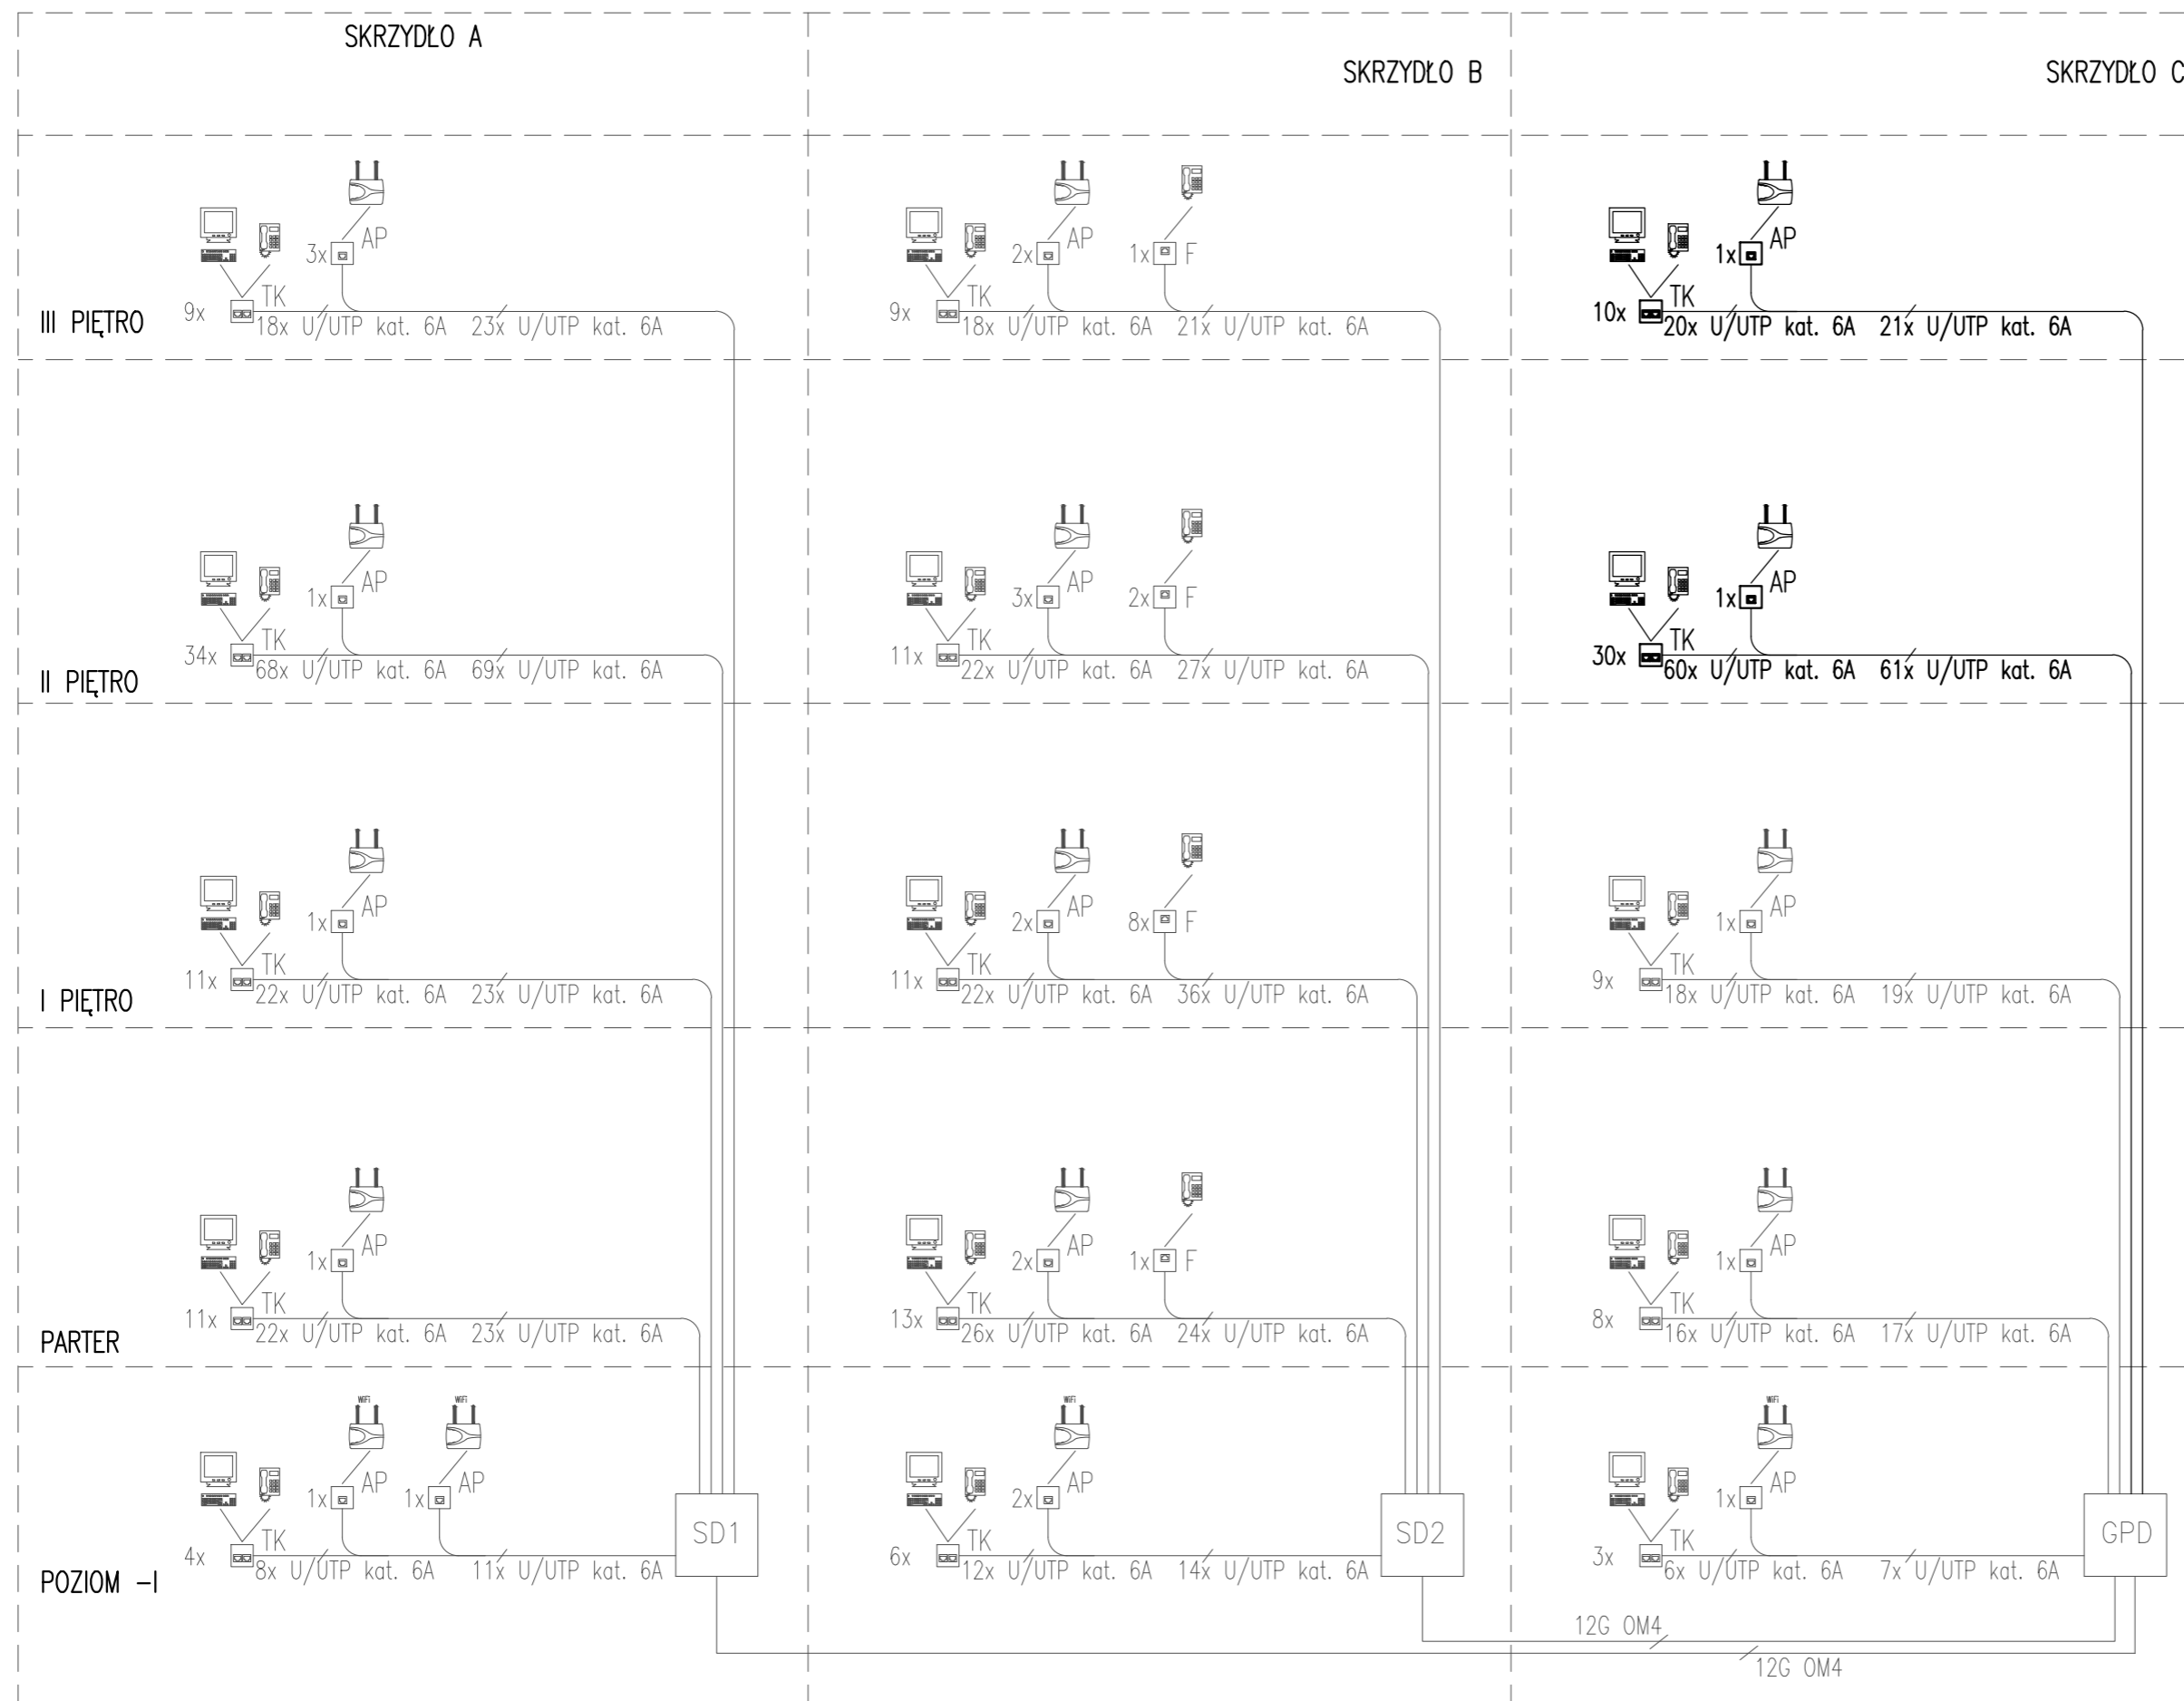 SKRZYDŁO A
SKRZYDŁO B
SKRZYDŁO C
III PIĘTRO
9x TK 3x AP
18x U/UTP kat. 6A 23x U/UTP kat. 6A
9x TK 2x AP 1x F
18x U/UTP kat. 6A 21x U/UTP kat. 6A
10x TK 1x AP
20x U/UTP kat. 6A 21x U/UTP kat. 6A
II PIĘTRO
34x TK 1x AP
68x U/UTP kat. 6A 69x U/UTP kat. 6A
11x TK 3x AP 2x F
22x U/UTP kat. 6A 27x U/UTP kat. 6A
30x TK 1x AP
60x U/UTP kat. 6A 61x U/UTP kat. 6A
I PIĘTRO
11x TK 1x AP
22x U/UTP kat. 6A 23x U/UTP kat. 6A
11x TK 2x AP 8x F
22x U/UTP kat. 6A 36x U/UTP kat. 6A
9x TK 1x AP
18x U/UTP kat. 6A 19x U/UTP kat. 6A
PARTER
11x TK 1x AP
22x U/UTP kat. 6A 23x U/UTP kat. 6A
13x TK 2x AP 1x F
26x U/UTP kat. 6A 24x U/UTP kat. 6A
8x TK 1x AP
16x U/UTP kat. 6A 17x U/UTP kat. 6A
POZIOM -I
WiFi WiFi
4x TK 1x AP 1x AP
8x U/UTP kat. 6A 11x U/UTP kat. 6A
SD1
WiFi
6x TK 2x AP
12x U/UTP kat. 6A 14x U/UTP kat. 6A
SD2
WiFi
3x TK 1x AP
6x U/UTP kat. 6A 7x U/UTP kat. 6A
GPD
12G OM4
12G OM4